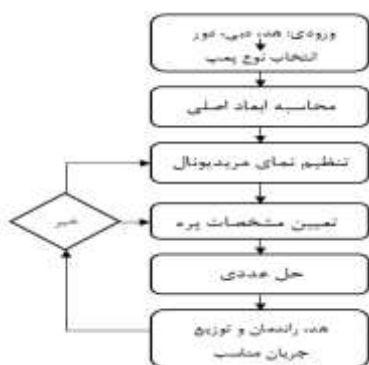 ورودی: هد، دبی، دور
انتخاب نوع پمپ
محاسبه ابعاد اصلی
تنظیم نمای مریدیونال
تعیین مشخصات پره
خیر
حل عددی
هد، راندمان و توزیع
جریان مناسب